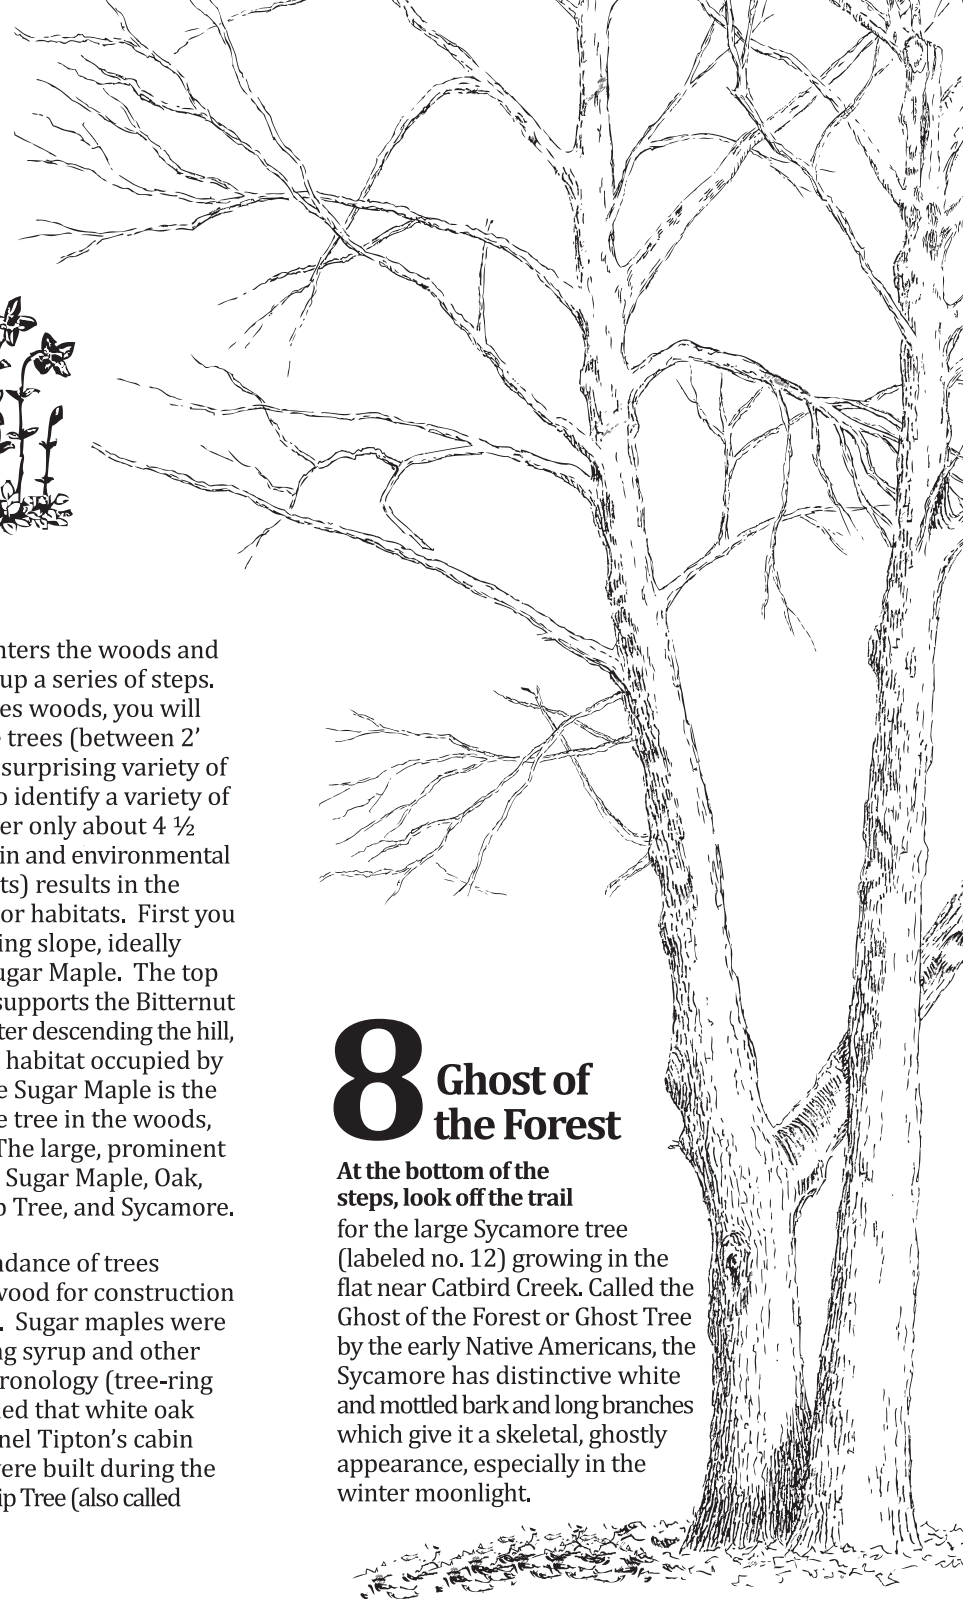 nters the woods and
up a series of steps.
es woods, you will
trees (between 2’
surprising variety of
o identify a variety of
er only about 4 ½
in and environmental
ts) results in the
or habitats.  First you
ing slope, ideally
ugar Maple.  The top
supports the Bitternut
ter descending the hill,
habitat occupied by
e Sugar Maple is the
e tree in the woods,
The large, prominent
Sugar Maple, Oak,
p Tree, and Sycamore.
ndance of trees
wood for construction
.  Sugar maples were
ng syrup and other
ronology (tree-ring
ed that white oak
nel Tipton’s cabin
were built during the
ip Tree (also called
8 Ghost of
the Forest
At the bottom of the
steps, look off the trail
for the large Sycamore tree
(labeled no. 12) growing in the
flat near Catbird Creek. Called the
Ghost of the Forest or Ghost Tree
by the early Native Americans, the
Sycamore has distinctive white
and mottled bark and long branches
which give it a skeletal, ghostly
appearance, especially in the
winter moonlight.